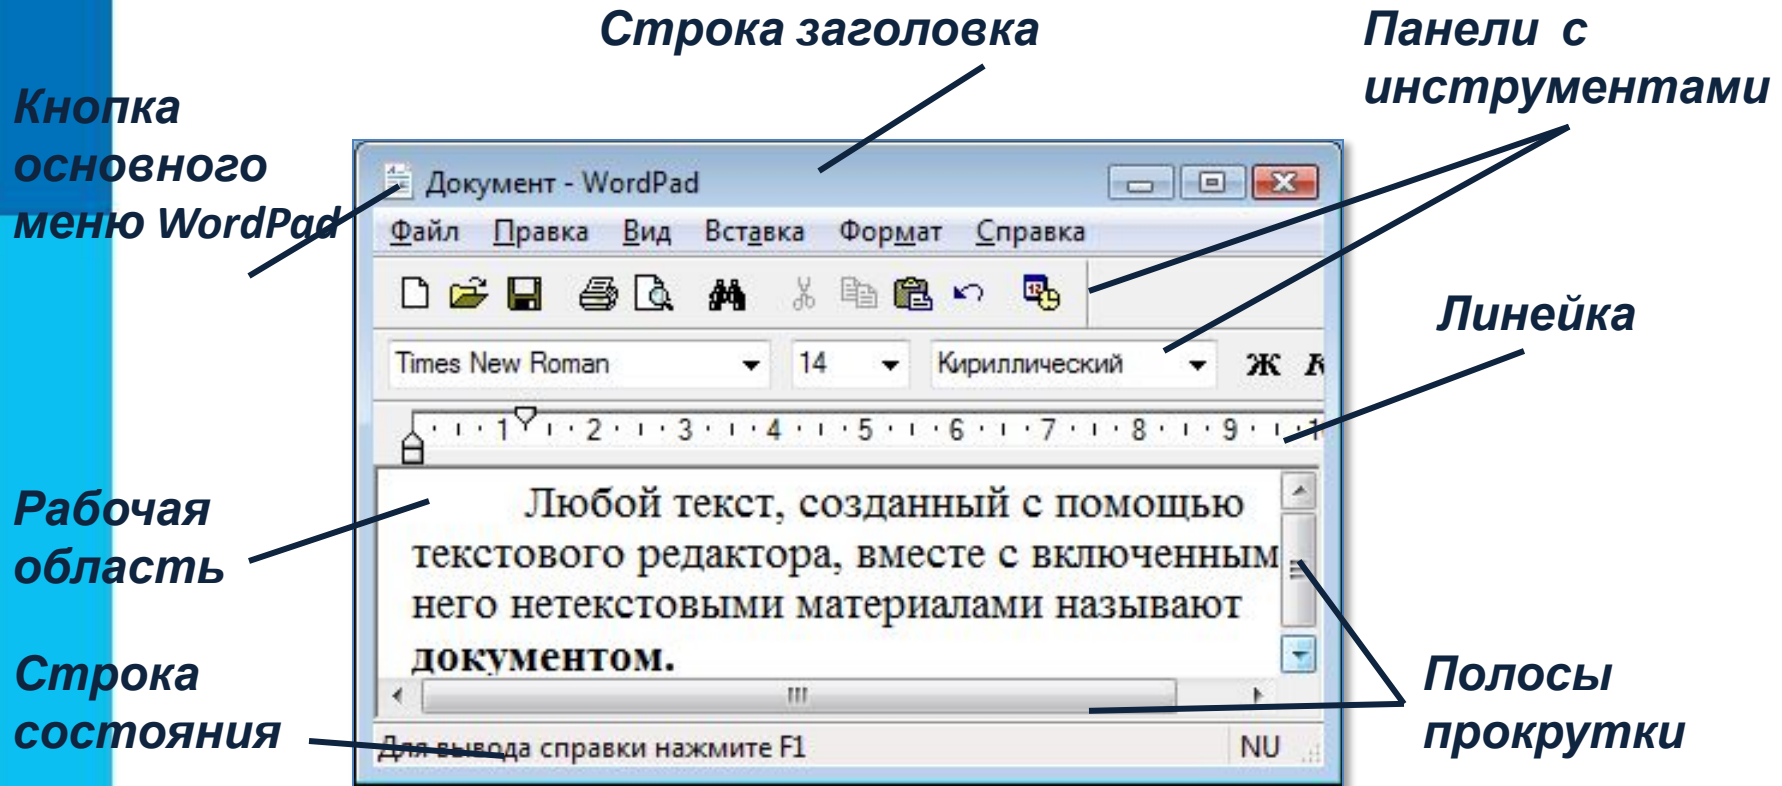 Строка заголовка
Панели с
инструментами
Кнопка
основного
меню WordPad
Документ - WordPad
Файл Правка Вид Вставка Формат Справка
12
Times New Roman 14 Кириллический Ж
1 2 3 4 5 6 7 8 9
Линейка
Рабочая
область
Любой текст, созданный с помощью
текстового редактора, вместе с включенным
него нетекстовыми материалами называют
документом.
Строка
состояния
Полосы
прокрутки
Для вывода справки нажмите F1 NU